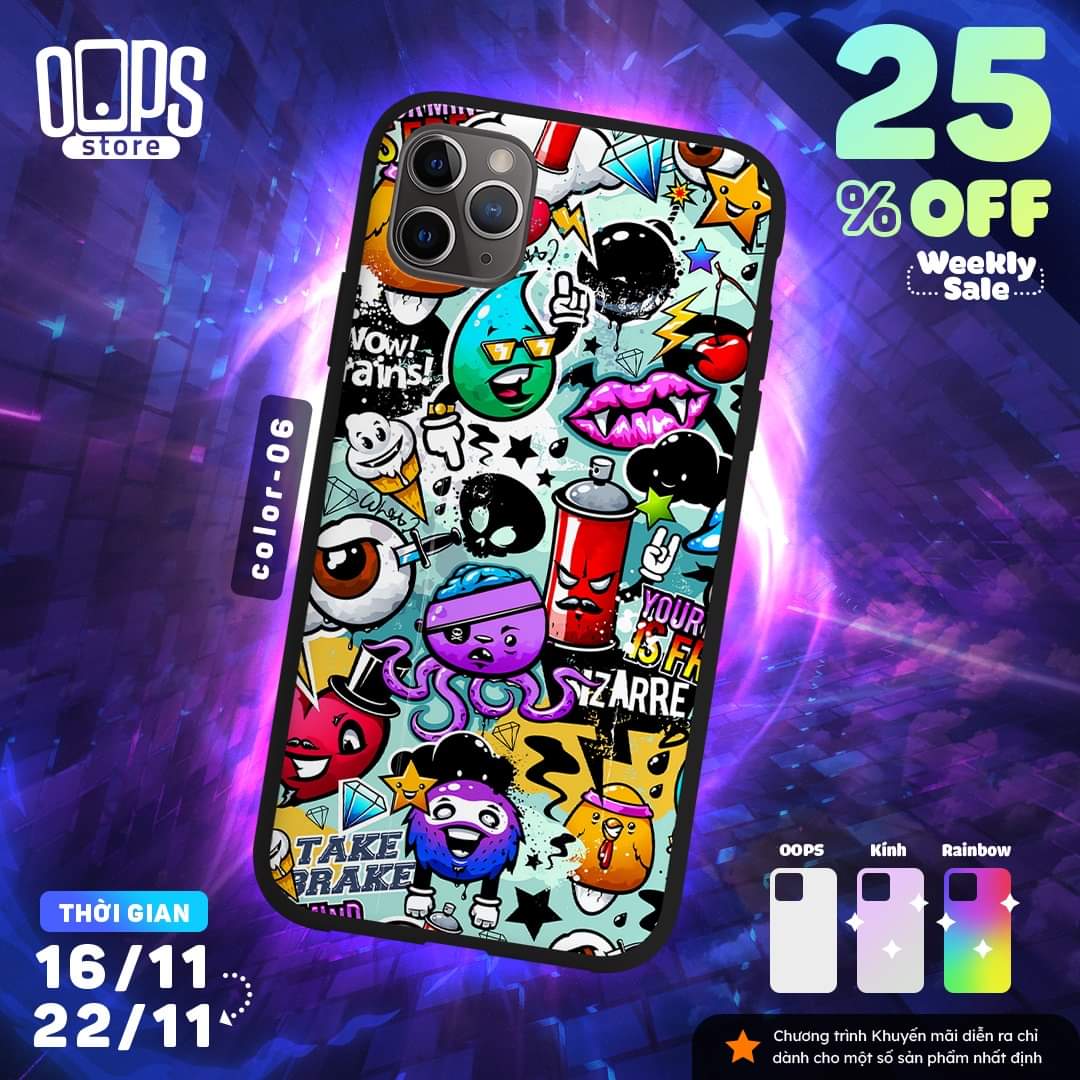 OOPS
store
25
% OFF
Weekly
Sale
color-06
WOW!
rains!
YOUR
IS FR
BIZARRE
TAKE
BRAKE
MIND
OOPS
Kính
Rainbow
THỜI GIAN
16/11
22/11
Chương trình Khuyến mãi diễn ra chỉ
dành cho một số sản phẩm nhất định